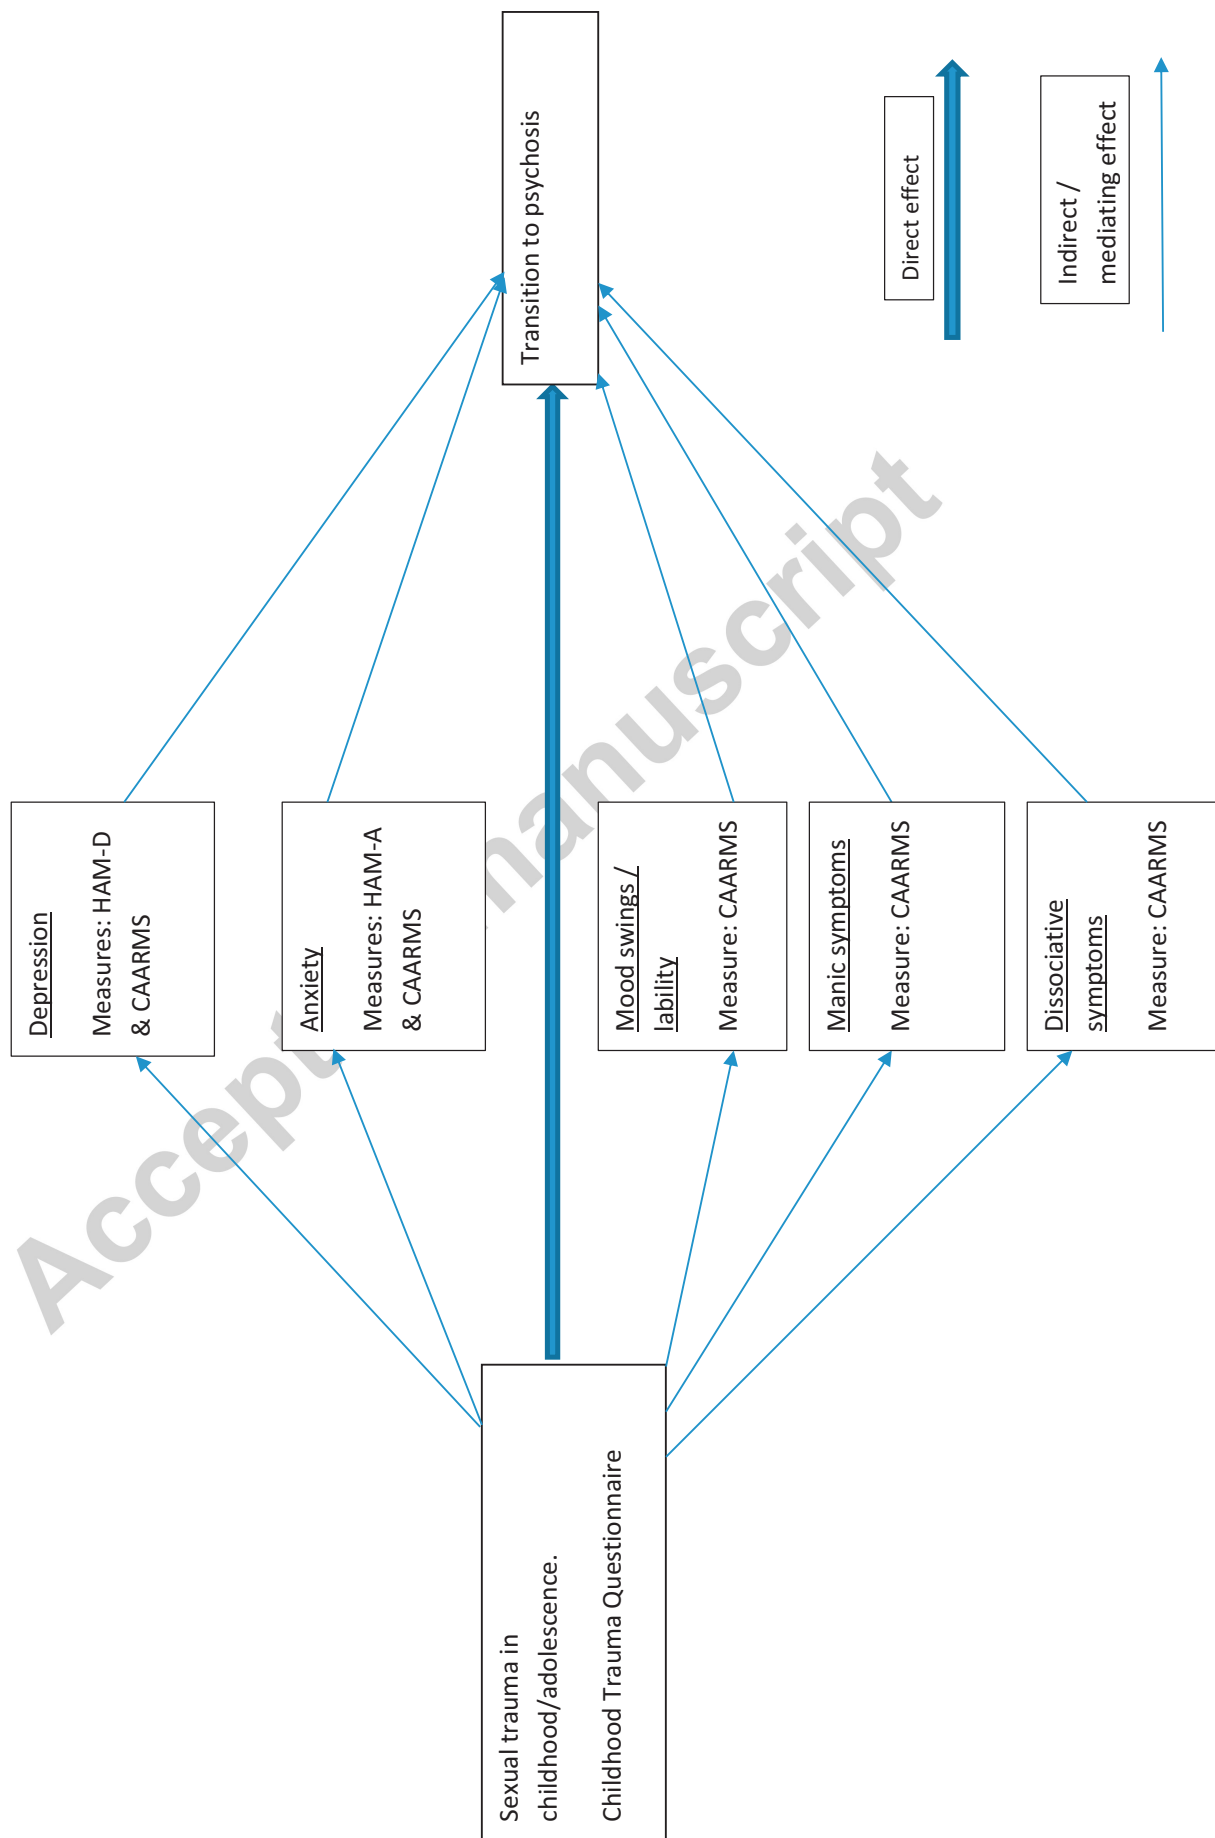 Sexual trauma in
childhood/adolescence.
Childhood Trauma Questionnaire
Depression
Measures: HAM-D
& CAARMS
Anxiety
Measures: HAM-A
& CAARMS
Mood swings /
lability
Measure: CAARMS
Manic symptoms
Measure: CAARMS
Dissociative
symptoms
Measure: CAARMS
Transition to psychosis
Direct effect
Indirect /
mediating effect
Accept
manuscript